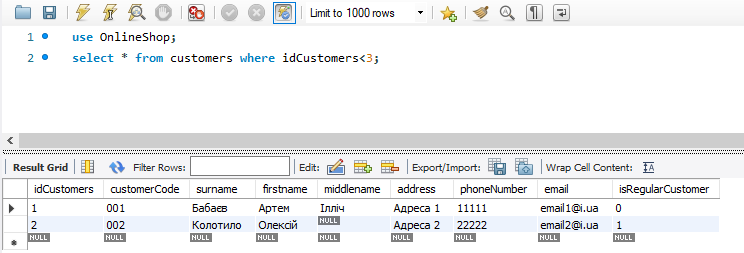 Limit to 1000 rows
1 use OnlineShop;
2 select * from customers where idCustomers<3;
Result Grid Filter Rows: Edit: Export/Import: Wrap Cell Content: IA
idCustomers customerCode surname firstname middlename address phoneNumber email isRegularCustomer
1 001 Бабаєв Артем Ілліч Адреса 1 11111 email1@i.ua 0
2 002 Колотило Олексій NULL Адреса 2 22222 email2@i.ua 1
NULL NULL NULL NULL NULL NULL NULL NULL NULL